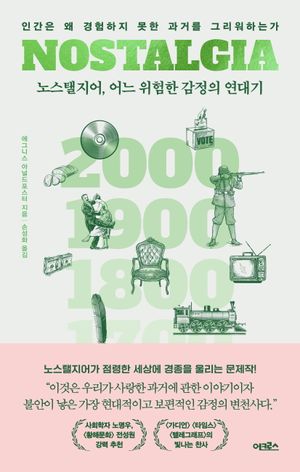 인간은 왜 경험하지 못한 과거를 그리워하는가
NOSTALGIA
노스탤지어, 어느 위험한 감정의 연대기
애그니스 아널드포스터 지음 | 손성화 옮김
2000
VOTE
1900
1800
170
노스탤지어가 점령한 세상에 경종을 울리는 문제작!
“이것은 우리가 사랑한 과거에 관한 이야기이자
불안이 낳은 가장 현대적이고 보편적인 감정의 변천사다.”
사회학자 노명우,
《황해문화》 전성원
강력 추천
《가디언》 《타임스》
《텔레그래프》의
빛나는 찬사
어크로스